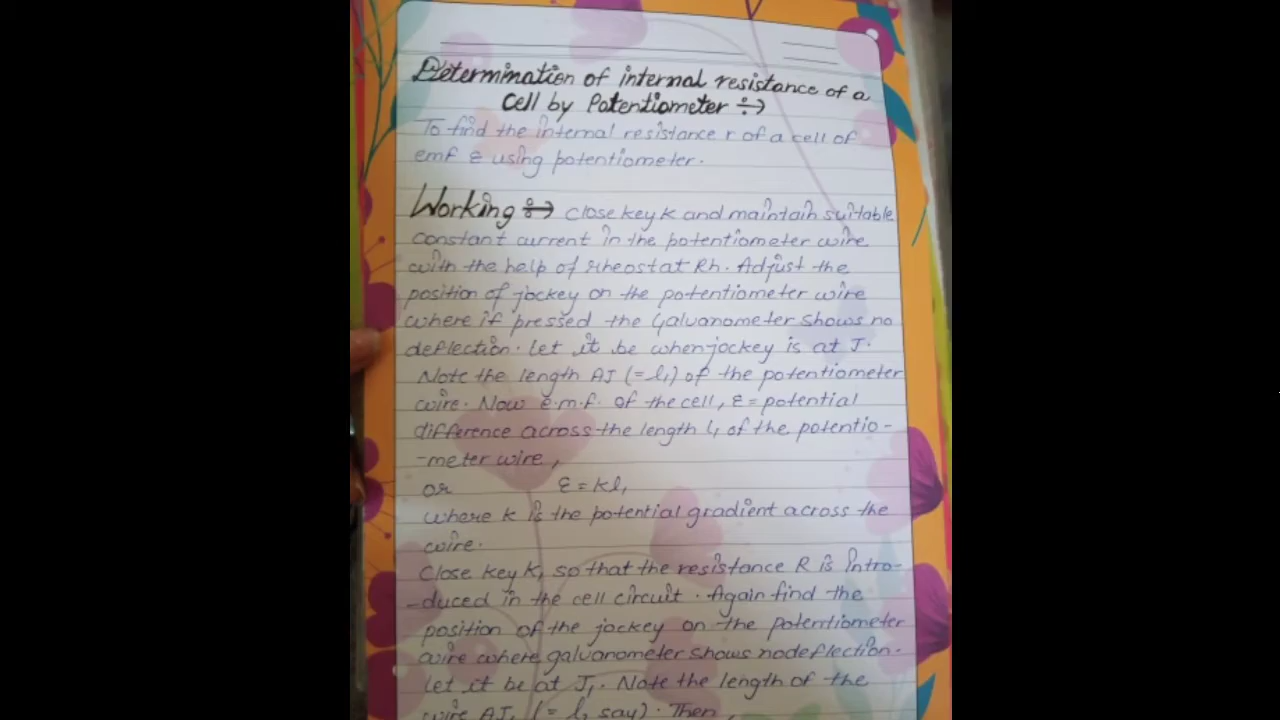 Determination of internal resistance of a
Cell by Potentiometer ÷→
To find the internal resistance r of a cell of
emf ε using potentiometer.
Working ÷→ Close key K and maintain suitable
constant current in the potentiometer wire
with the help of rheostat Rh. Adjust the
position of jockey on the potentiometer wire
where if pressed the Galvanometer shows no
deflection. Let it be when jockey is at J.
Note the length AJ (= l₁) of the potentiometer
wire. Now e.m.f. of the cell, ε = potential
difference across the length l₁ of the potentio-
-meter wire,
or ε = kl₁
where k is the potential gradient across the
wire.
Close key K₁ so that the resistance R is intro-
-duced in the cell circuit. Again find the
position of the jockey on the potentiometer
wire where galvanometer shows no deflection.
Let it be at J₁. Note the length of the
wire AJ₁ (= l₂ say). Then,